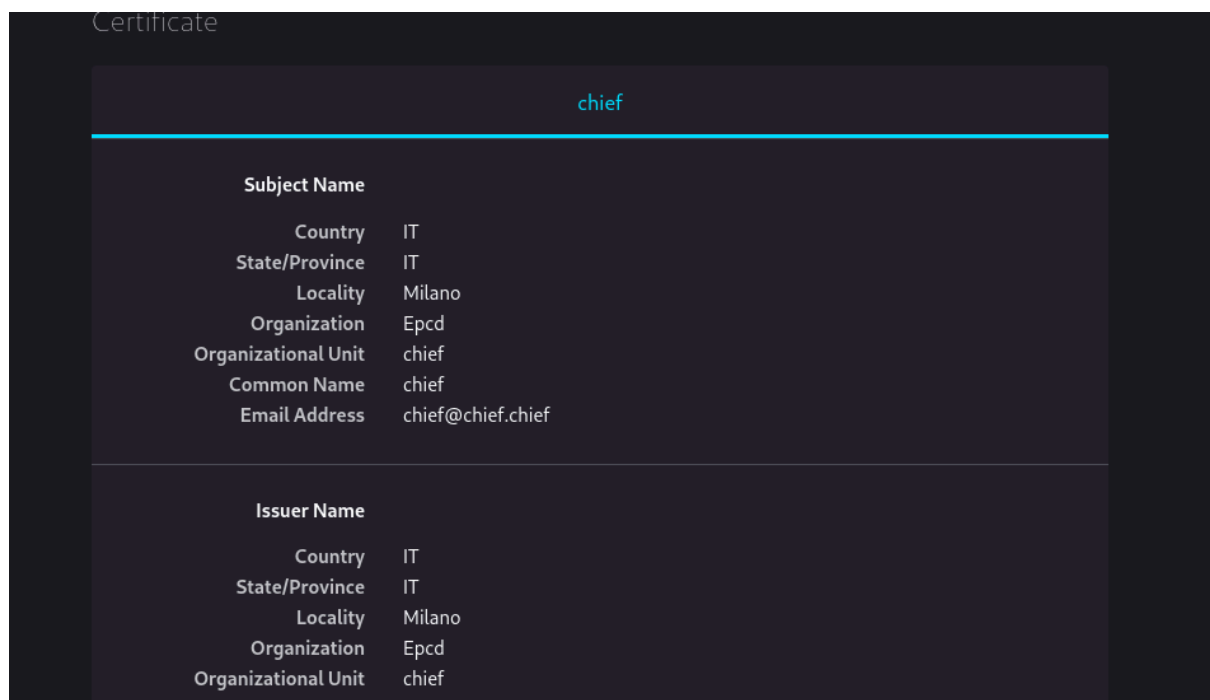 Certificate
chief
Subject Name
Country IT
State/Province IT
Locality Milano
Organization Epcd
Organizational Unit chief
Common Name chief
Email Address chief@chief.chief
Issuer Name
Country IT
State/Province IT
Locality Milano
Organization Epcd
Organizational Unit chief